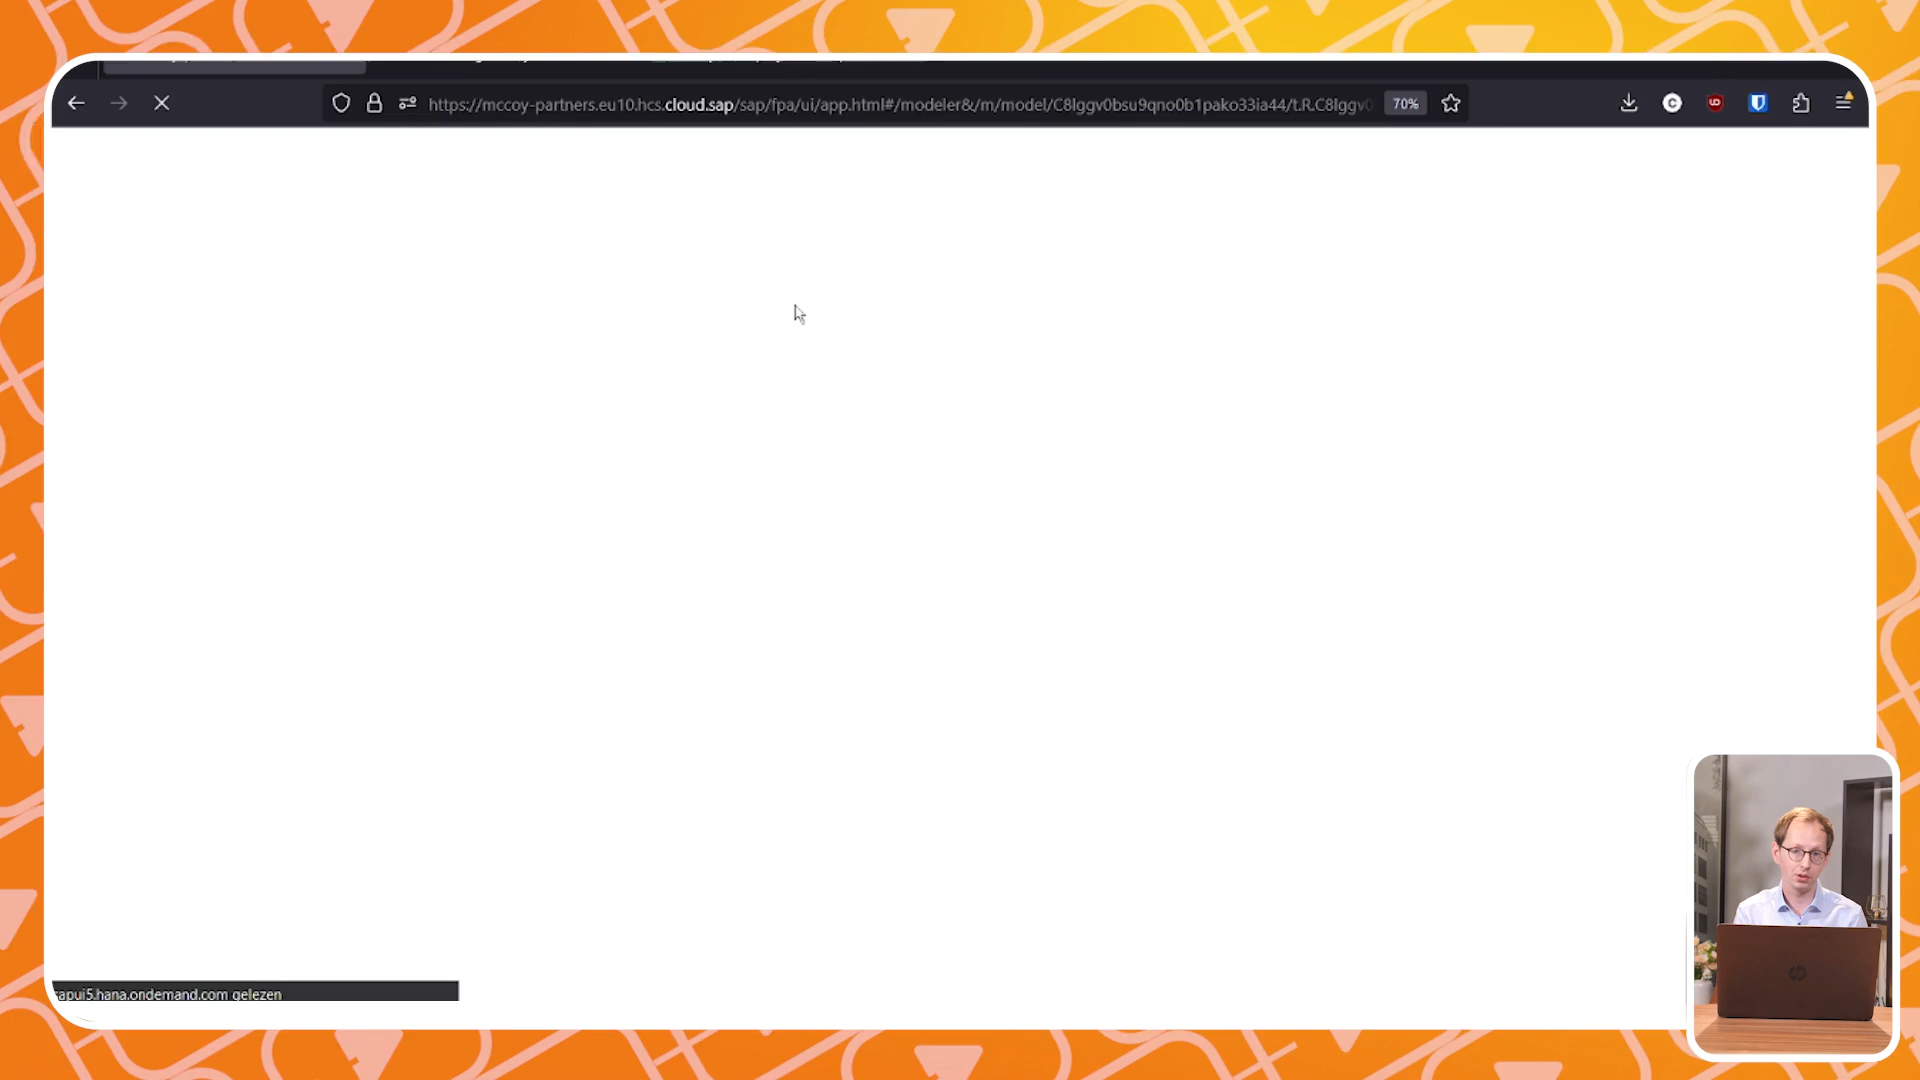 https://mccoy-partners.eu10.hcs.cloud.sap/sap/fpa/ui/app.html#/modeler&/m/model/C8lggv0bsu9qno0b1pako33ia44/t.R.C8lggv0
70%
sapui5.hana.ondemand.com gelezen